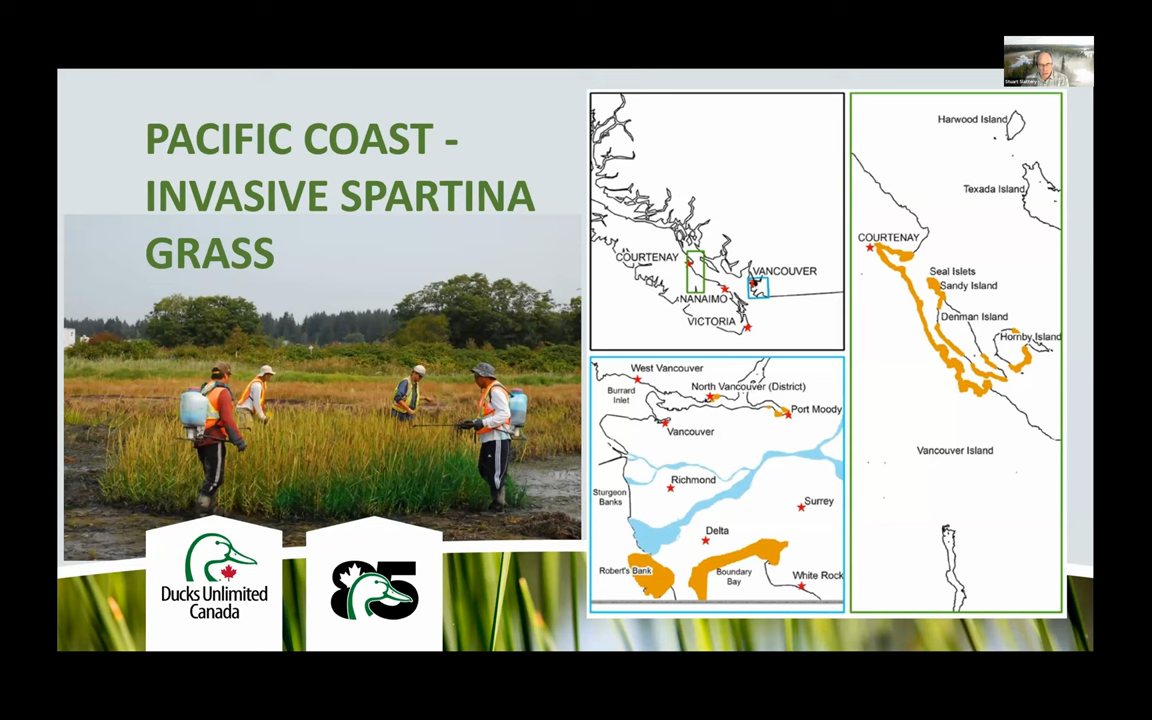 Stuart Slattery
PACIFIC COAST -
INVASIVE SPARTINA
GRASS
Ducks Unlimited
Canada
85
COURTENAY
VANCOUVER
NANAIMO
VICTORIA
West Vancouver
North Vancouver (District)
Burrard
Inlet
Port Moody
Vancouver
Richmond
Sturgeon
Banks
Surrey
Delta
Robert's Bank
Boundary
Bay
White Rock
Harwood Island
Texada Island
COURTENAY
Seal Islets
Sandy Island
Denman Island
Hornby Island
Vancouver Island